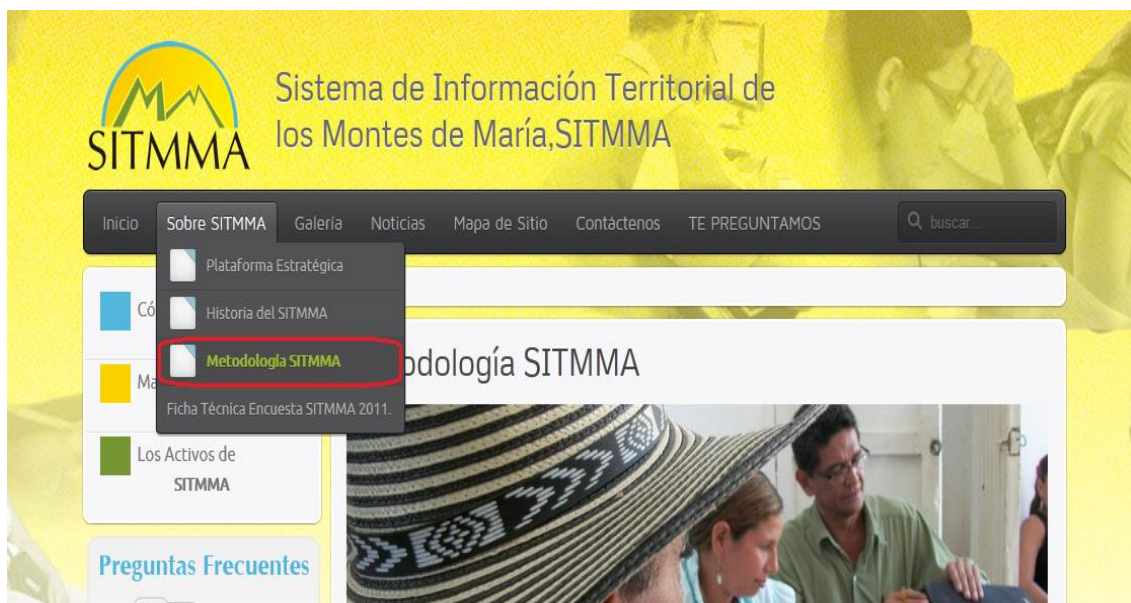 SITMMA
Sistema de Información Territorial de
los Montes de María,SITMMA
Inicio Sobre SITMMA Galería Noticias Mapa de Sitio Contáctenos TE PREGUNTAMOS buscar...
Plataforma Estratégica
Historia del SITMMA
Metodología SITMMA
Ficha Técnica Encuesta SITMMA 2011.
Los Activos de
SITMMA
Preguntas Frecuentes
SITMMA